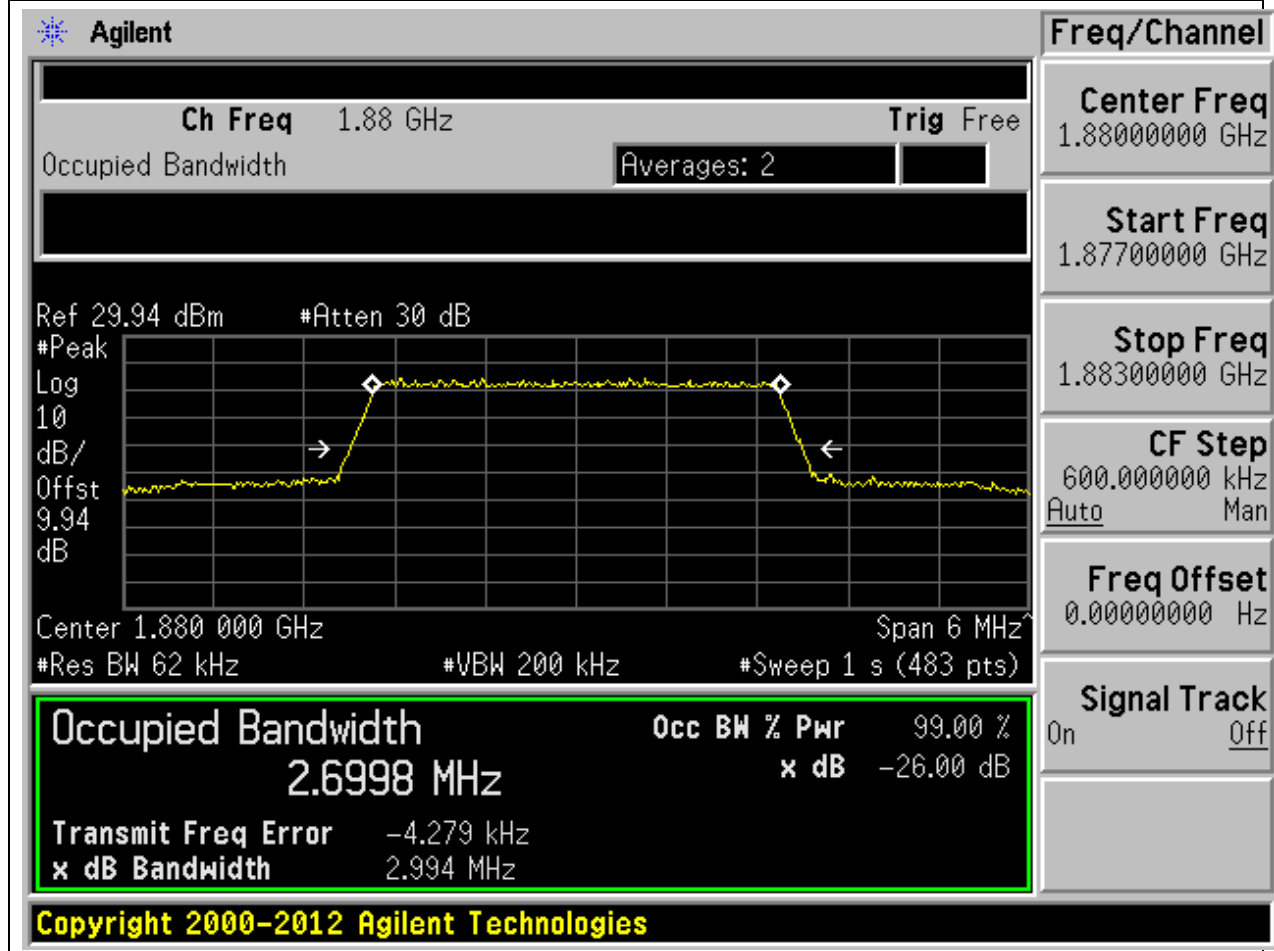 Agilent
Freq/Channel
Ch Freq 1.88 GHz Trig Free
Occupied Bandwidth Averages: 2
Ref 29.94 dBm #Atten 30 dB
#Peak
Log
10
dB/
Offst
9.94
dB
Center 1.880 000 GHz Span 6 MHz^
#Res BW 62 kHz #VBW 200 kHz #Sweep 1 s (483 pts)
Occupied Bandwidth Occ BW % Pwr 99.00 %
2.6998 MHz x dB -26.00 dB
Transmit Freq Error -4.279 kHz
x dB Bandwidth 2.994 MHz
Center Freq
1.88000000 GHz
Start Freq
1.87700000 GHz
Stop Freq
1.88300000 GHz
CF Step
600.000000 kHz
Auto Man
Freq Offset
0.00000000 Hz
Signal Track
On Off
Copyright 2000-2012 Agilent Technologies